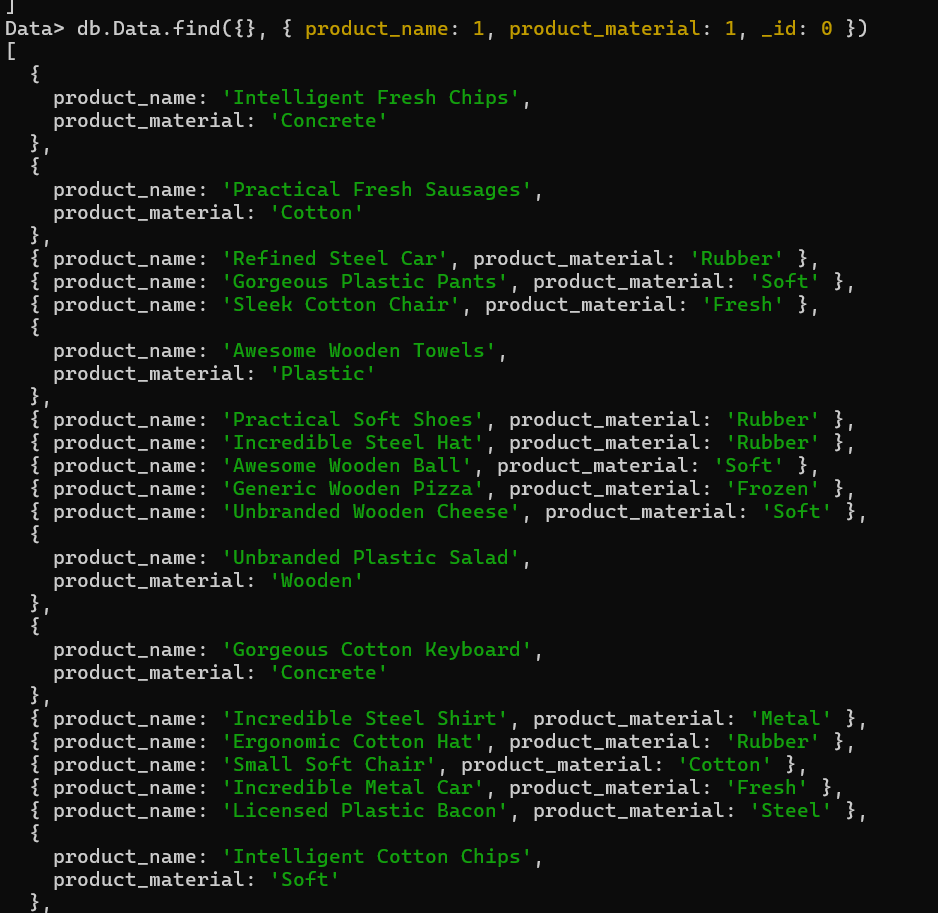 ]
Data> db.Data.find({}, { product_name: 1, product_material: 1, _id: 0 })
[
  {
    product_name: 'Intelligent Fresh Chips',
    product_material: 'Concrete'
  },
  {
    product_name: 'Practical Fresh Sausages',
    product_material: 'Cotton'
  },
  { product_name: 'Refined Steel Car', product_material: 'Rubber' },
  { product_name: 'Gorgeous Plastic Pants', product_material: 'Soft' },
  { product_name: 'Sleek Cotton Chair', product_material: 'Fresh' },
  {
    product_name: 'Awesome Wooden Towels',
    product_material: 'Plastic'
  },
  { product_name: 'Practical Soft Shoes', product_material: 'Rubber' },
  { product_name: 'Incredible Steel Hat', product_material: 'Rubber' },
  { product_name: 'Awesome Wooden Ball', product_material: 'Soft' },
  { product_name: 'Generic Wooden Pizza', product_material: 'Frozen' },
  { product_name: 'Unbranded Wooden Cheese', product_material: 'Soft' },
  {
    product_name: 'Unbranded Plastic Salad',
    product_material: 'Wooden'
  },
  {
    product_name: 'Gorgeous Cotton Keyboard',
    product_material: 'Concrete'
  },
  { product_name: 'Incredible Steel Shirt', product_material: 'Metal' },
  { product_name: 'Ergonomic Cotton Hat', product_material: 'Rubber' },
  { product_name: 'Small Soft Chair', product_material: 'Cotton' },
  { product_name: 'Incredible Metal Car', product_material: 'Fresh' },
  { product_name: 'Licensed Plastic Bacon', product_material: 'Steel' },
  {
    product_name: 'Intelligent Cotton Chips',
    product_material: 'Soft'
  },